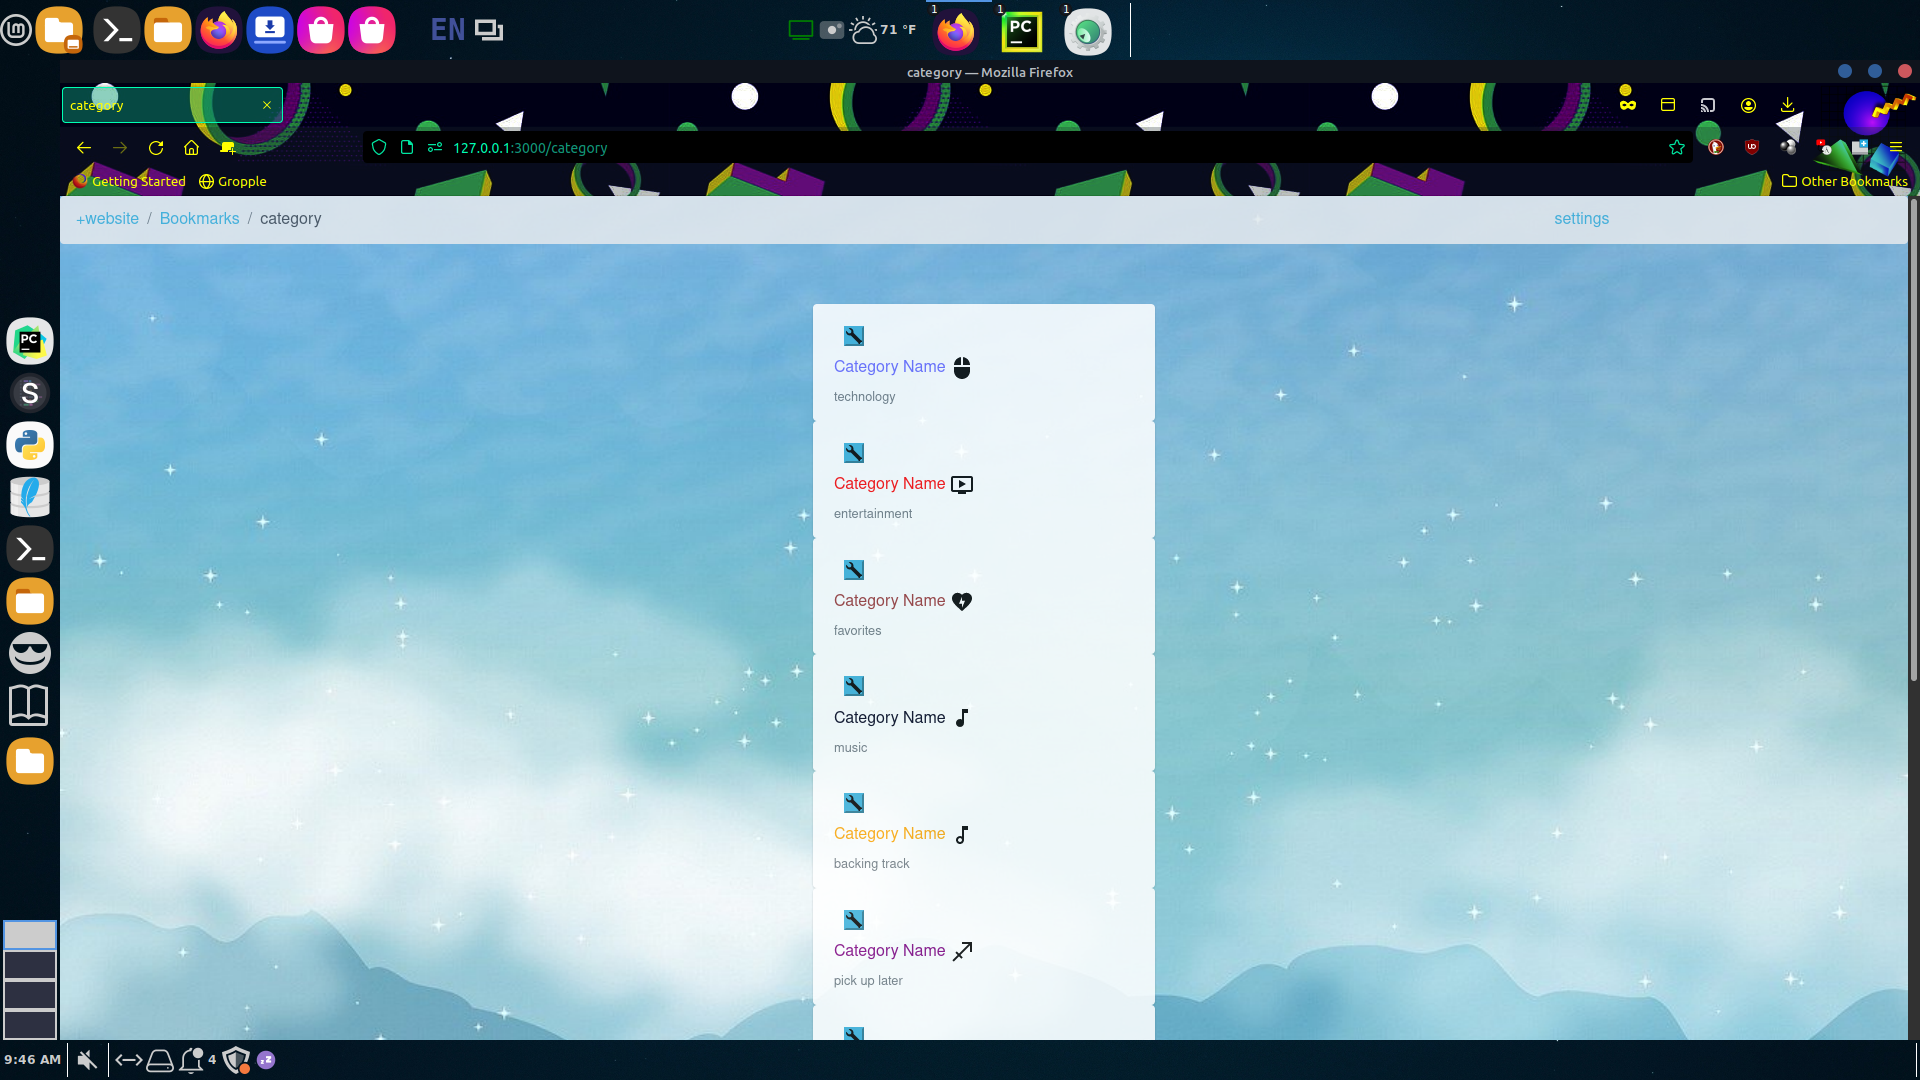 EN
71 °F
1
1
1
PC
category — Mozilla Firefox
category
127.0.0.1:3000/category
Getting Started
Gropple
Other Bookmarks
+website / Bookmarks / category
settings
Category Name
technology
Category Name
entertainment
Category Name
favorites
Category Name
music
Category Name
backing track
Category Name
pick up later
PC
S
9:46 AM
4